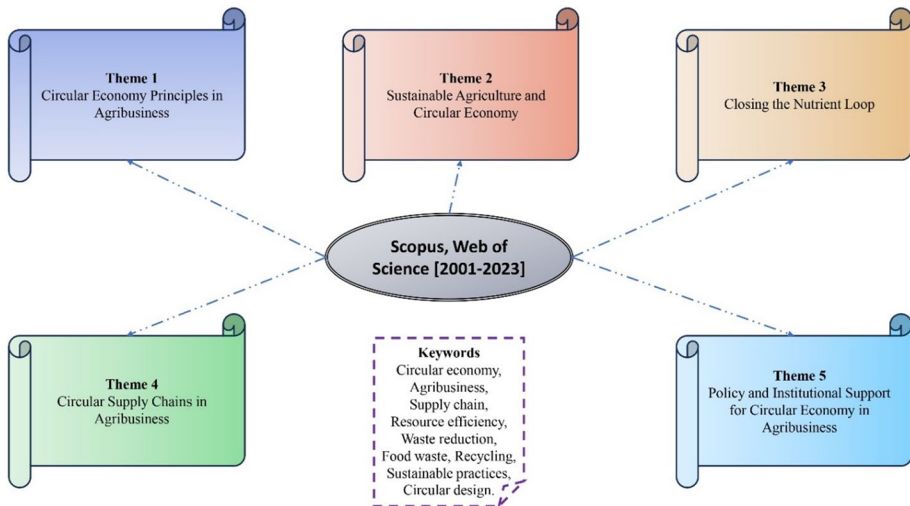 Theme 1
Circular Economy Principles in
Agribusiness
Theme 2
Sustainable Agriculture and
Circular Economy
Theme 3
Closing the Nutrient Loop
Scopus, Web of
Science [2001-2023]
Theme 4
Circular Supply Chains in
Agribusiness
Keywords
Circular economy,
Agribusiness,
Supply chain,
Resource efficiency,
Waste reduction,
Food waste, Recycling,
Sustainable practices,
Circular design.
Theme 5
Policy and Institutional Support
for Circular Economy in
Agribusiness